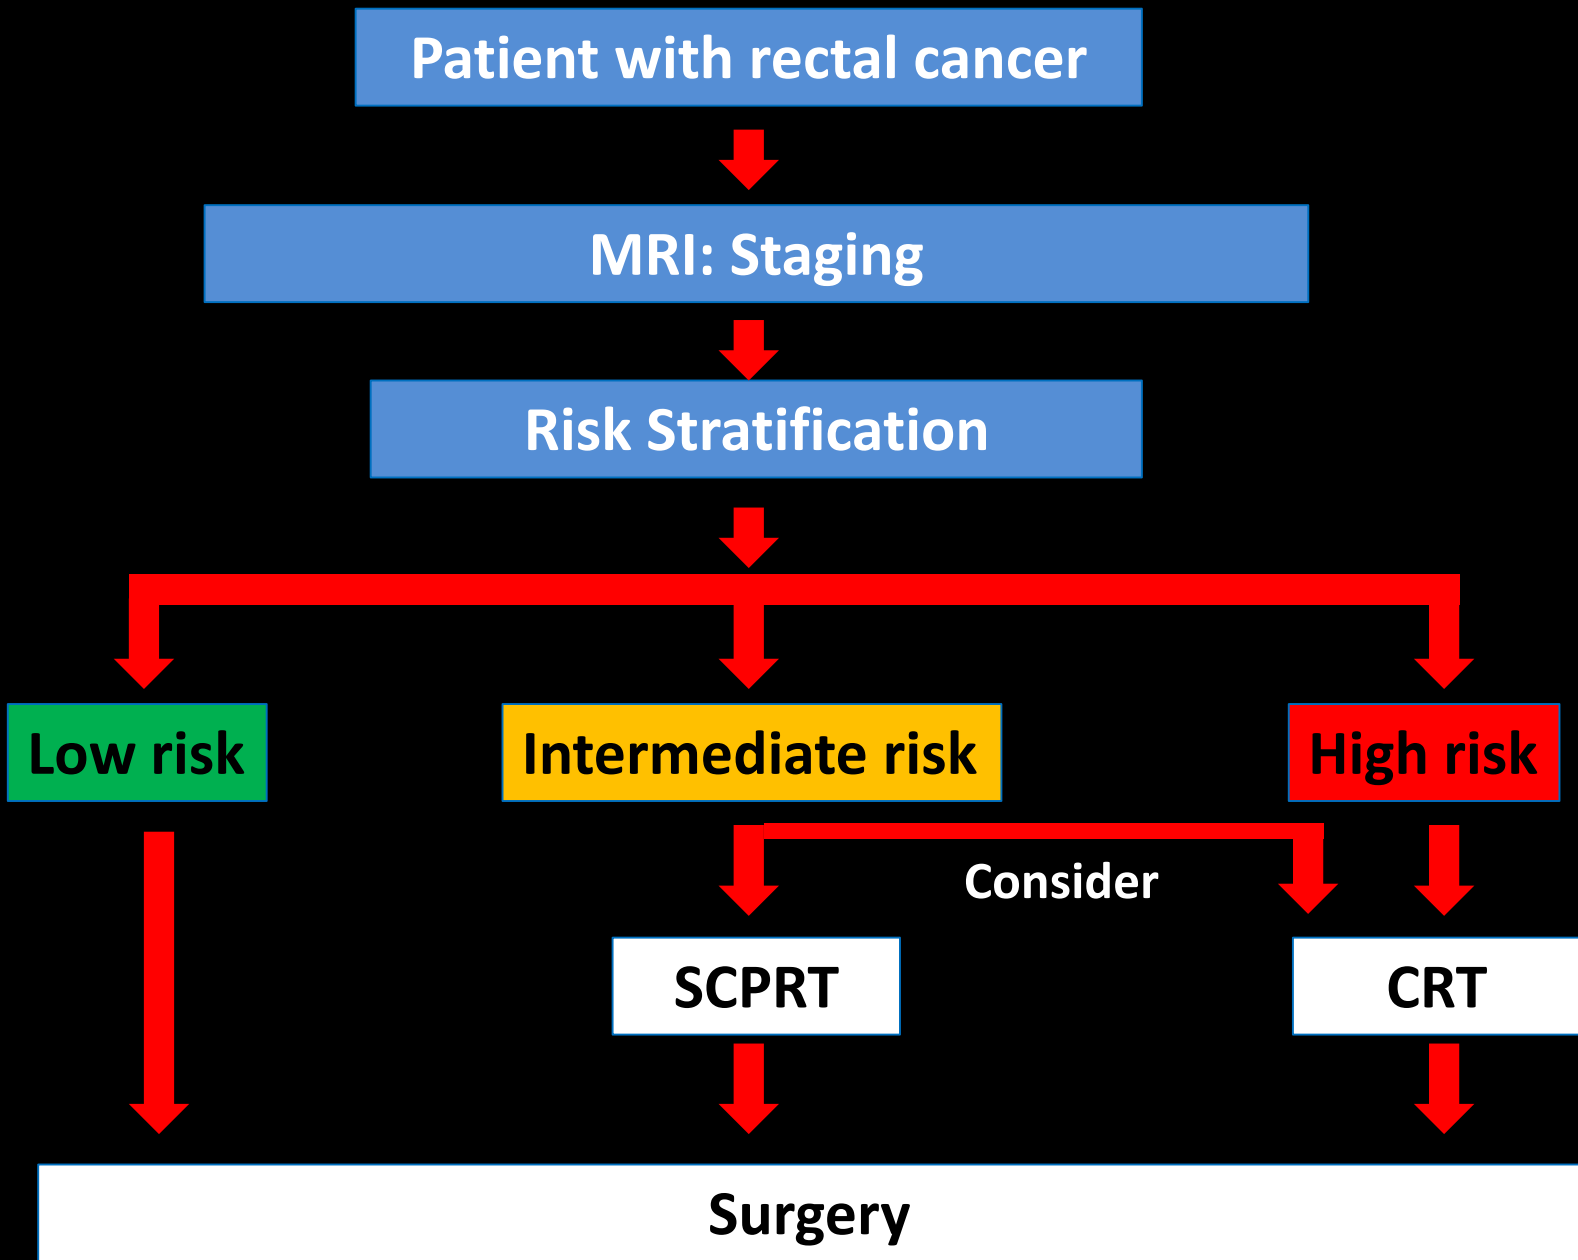 Patient with rectal cancer
MRI: Staging
Risk Stratification
Low risk
Intermediate risk
High risk
Consider
SCPRT
CRT
Surgery